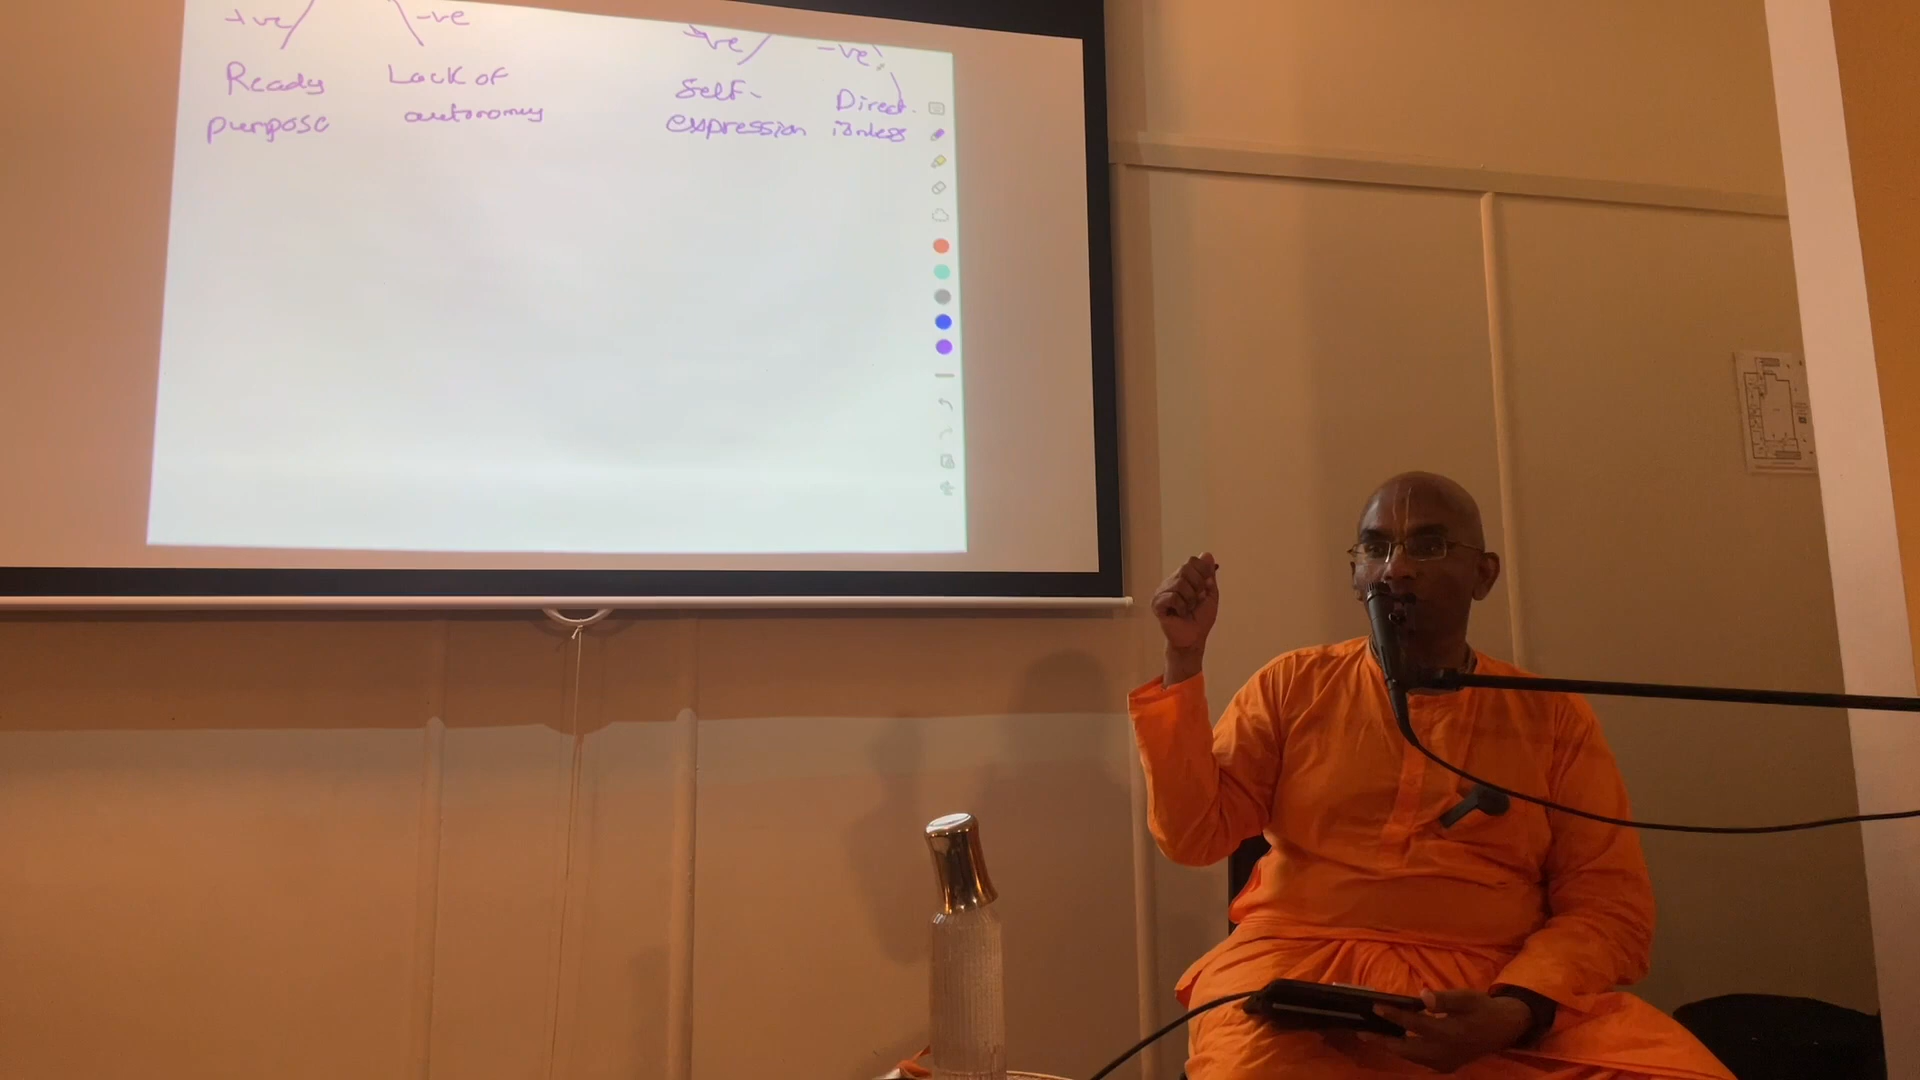 +ve -ve
+ve -ve
Ready Lack of
purpose autonomy
Self-
expression
Direct-
ionless